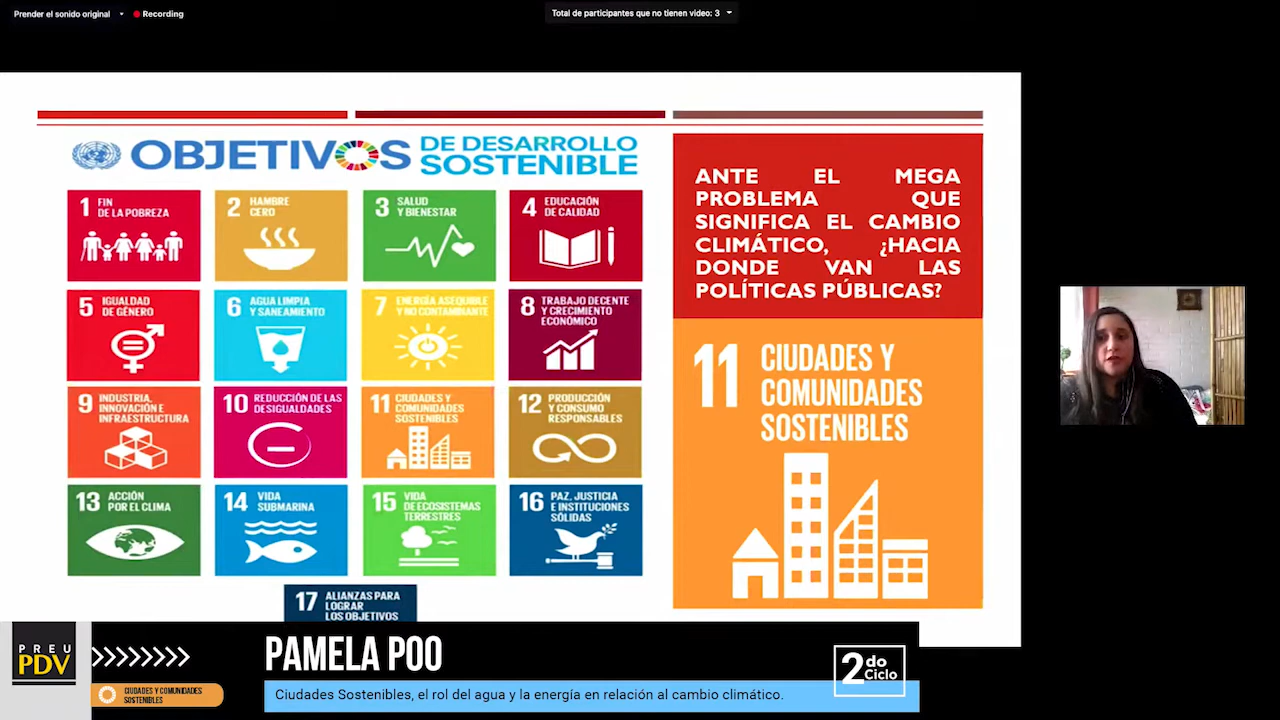 Prender el sonido original
Recording
Total de participantes que no tienen video: 3
OBJETIVOS
DE DESARROLLO
SOSTENIBLE
1 FIN
DE LA POBREZA
2 HAMBRE
CERO
3 SALUD
Y BIENESTAR
4 EDUCACIÓN
DE CALIDAD
5 IGUALDAD
DE GÉNERO
6 AGUA LIMPIA
Y SANEAMIENTO
7 ENERGÍA ASEQUIBLE
Y NO CONTAMINANTE
8 TRABAJO DECENTE
Y CRECIMIENTO
ECONÓMICO
9 INDUSTRIA,
INNOVACIÓN E
INFRAESTRUCTURA
10 REDUCCIÓN DE LAS
DESIGUALDADES
11 CIUDADES Y
COMUNIDADES
SOSTENIBLES
12 PRODUCCIÓN
Y CONSUMO
RESPONSABLES
13 ACCIÓN
POR EL CLIMA
14 VIDA
SUBMARINA
15 VIDA
DE ECOSISTEMAS
TERRESTRES
16 PAZ, JUSTICIA
E INSTITUCIONES
SÓLIDAS
17 ALIANZAS PARA
LOGRAR
LOS OBJETIVOS
ANTE EL MEGA
PROBLEMA QUE
SIGNIFICA EL CAMBIO
CLIMÁTICO, ¿HACIA
DONDE VAN LAS
POLÍTICAS PÚBLICAS?
11 CIUDADES Y
COMUNIDADES
SOSTENIBLES
PREU
PDV
CIUDADES Y COMUNIDADES
SOSTENIBLES
PAMELA POO
Ciudades Sostenibles, el rol del agua y la energía en relación al cambio climático.
2do
Ciclo